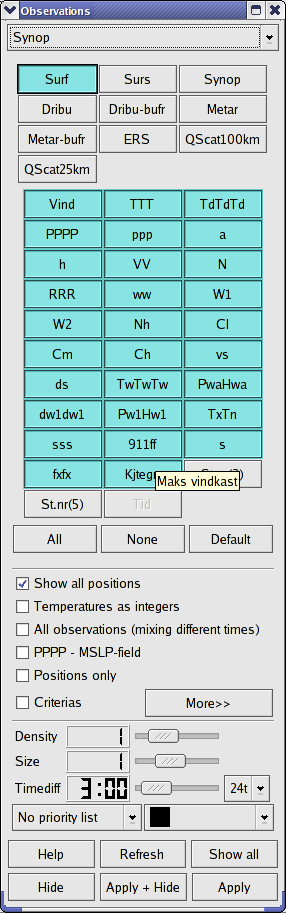 Observations
Synop
Surf Surs Synop
Dribu Dribu-bufr Metar
Metar-bufr ERS QScat100km
QScat25km
Vind TTT TdTdTd
PPPP ppp a
h VV N
RRR ww W1
W2 Nh Cl
Cm Ch vs
ds TwTwTw PwaHwa
dw1dw1 Pw1Hw1 TxTn
sss 911ff s
fxfx
Maks vindkast
St.nr(5) Tid
All None Default
Show all positions
Temperatures as integers
All observations (mixing different times)
PPPP - MSLP-field
Positions only
Criterias More>>
Density 1
Size 1
Timediff 3:00 24t
No priority list
Help Refresh Show all
Hide Apply + Hide Apply